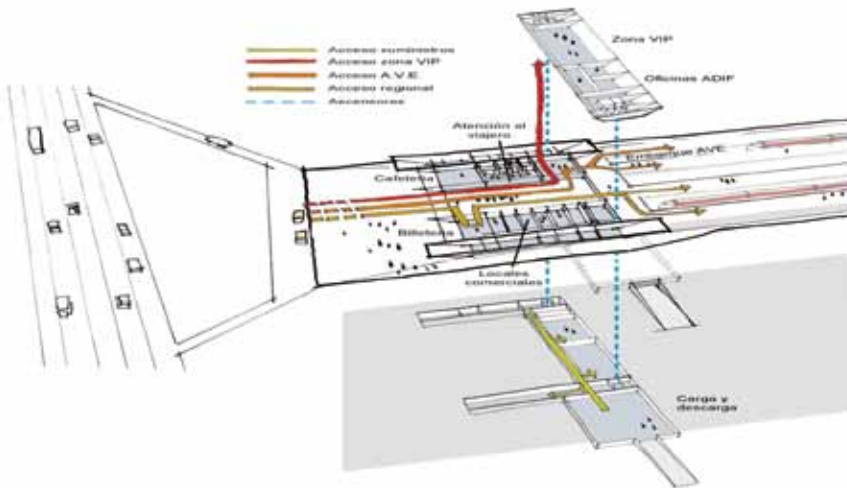 Acceso suministros
Acceso zona VIP
Acceso A.V.E.
Acceso regional
Ascensores
Zona VIP
Oficinas ADIF
Atención al
viajero
Embarque AVE
Cafetería
Billetería
Locales
comerciales
Carga y
descarga